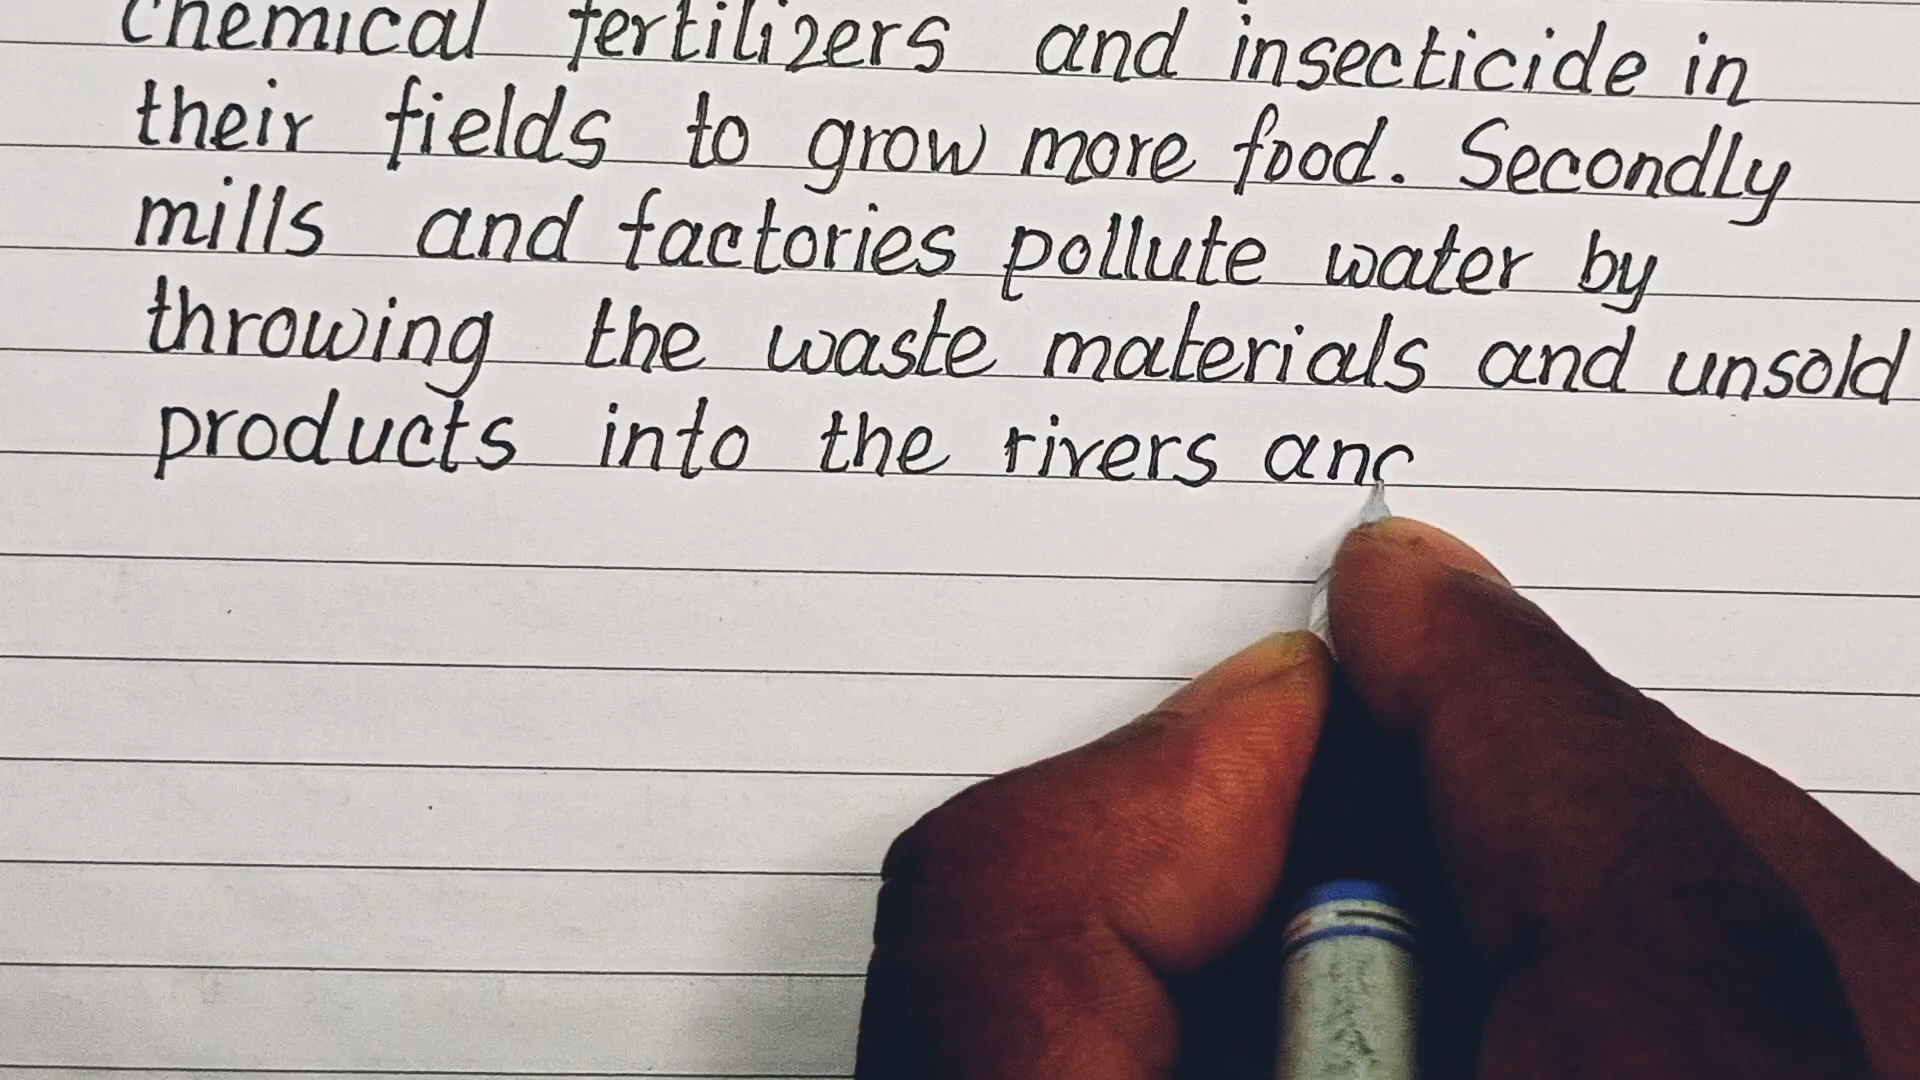 chemical fertilizers and insecticide in
their fields to grow more food. Secondly
mills and factories pollute water by
throwing the waste materials and unsold
products into the rivers anc